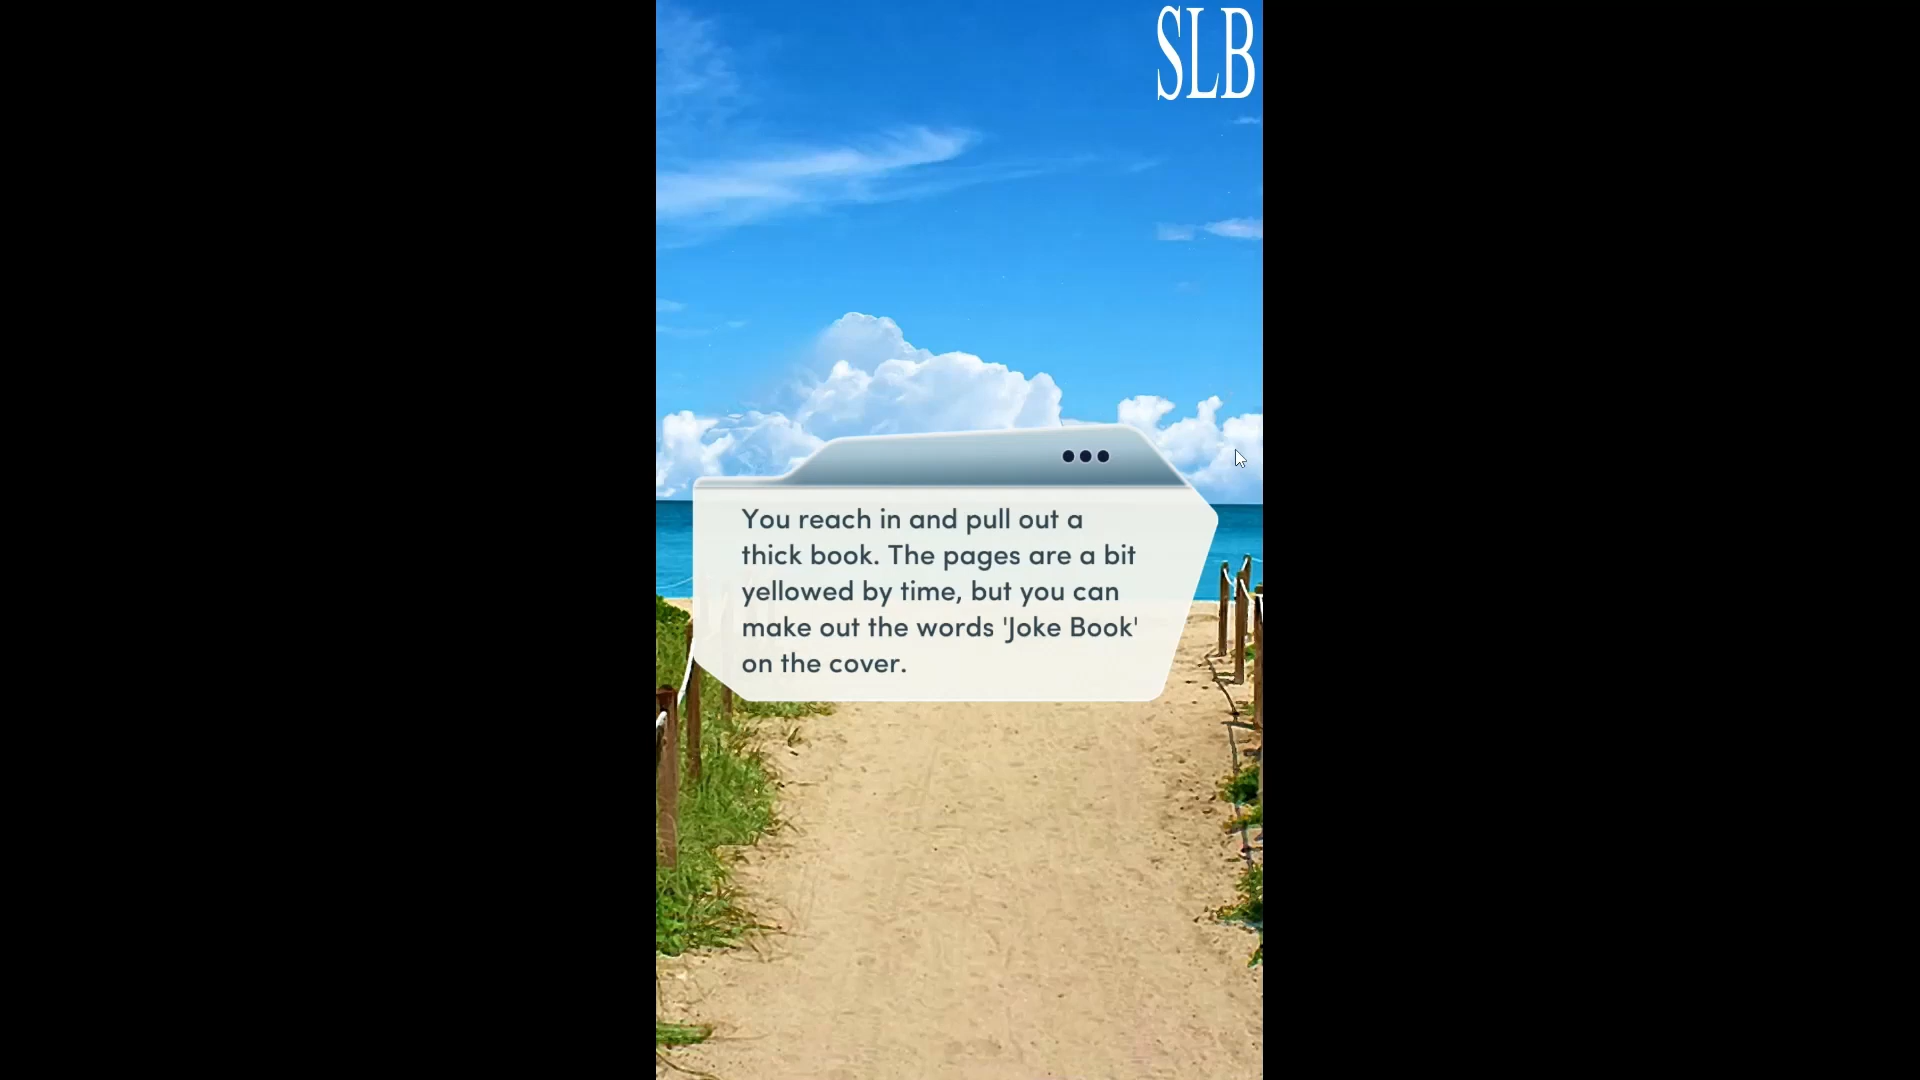 SLB
You reach in and pull out a
thick book. The pages are a bit
yellowed by time, but you can
make out the words 'Joke Book'
on the cover.